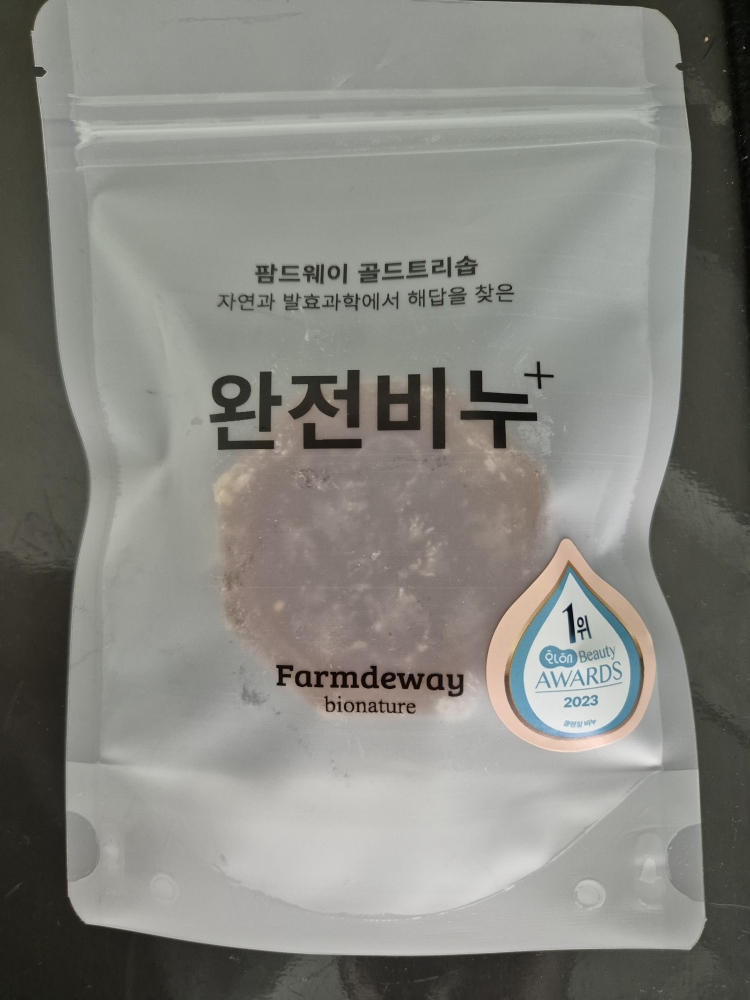 팜드웨이 골드트리솝
자연과 발효과학에서 해답을 찾은
완전비누+
Farmdeway
bionature
1위
Beauty
AWARDS
2023